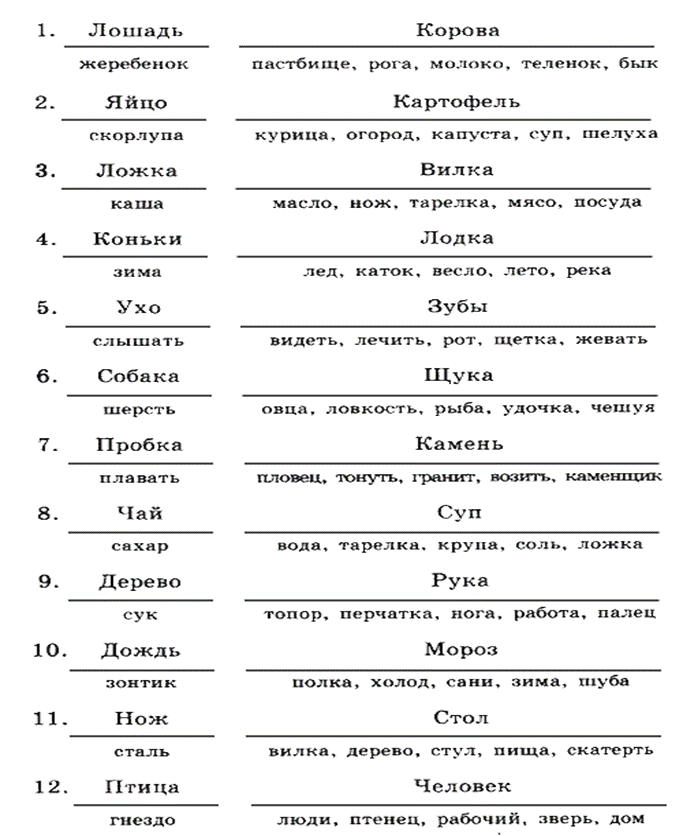 1. Лошадь Корова
жеребенок пастбище, рога, молоко, теленок, бык
2. Яйцо Картофель
скорлупа курица, огород, капуста, суп, шелуха
3. Ложка Вилка
каша масло, нож, тарелка, мясо, посуда
4. Коньки Лодка
зима лед, каток, весло, лето, река
5. Ухо Зубы
слышать видеть, лечить, рот, щетка, жевать
6. Собака Щука
шерсть овца, ловкость, рыба, удочка, чешуя
7. Пробка Камень
плавать пловец, тонуть, гранит, возить, каменщик
8. Чай Суп
сахар вода, тарелка, крупа, соль, ложка
9. Дерево Рука
сук топор, перчатка, нога, работа, палец
10. Дождь Мороз
зонтик полка, холод, сани, зима, шуба
11. Нож Стол
сталь вилка, дерево, стул, пища, скатерть
12. Птица Человек
гнездо люди, птенец, рабочий, зверь, дом